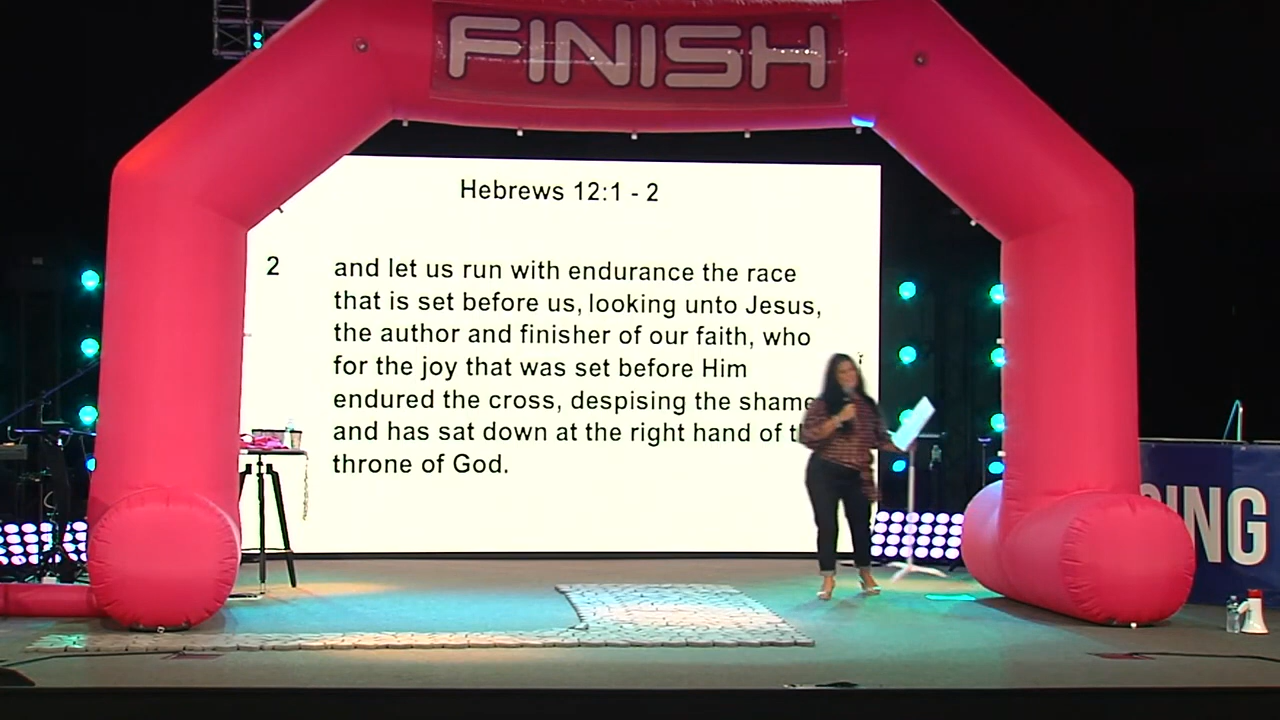 FINISH
Hebrews 12:1 - 2
2 and let us run with endurance the race
that is set before us, looking unto Jesus,
the author and finisher of our faith, who
for the joy that was set before Him
endured the cross, despising the shame
and has sat down at the right hand of
throne of God.